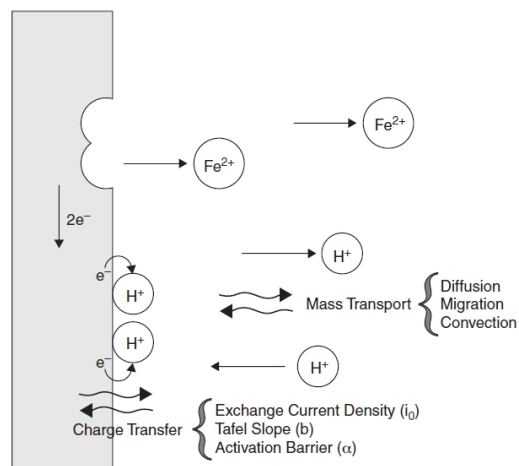 Fe²⁺
Fe²⁺
2e⁻
H⁺
e⁻
H⁺
Diffusion
Mass Transport
Migration
Convection
H⁺
e⁻
H⁺
Exchange Current Density (i₀)
Charge Transfer
Tafel Slope (b)
Activation Barrier (α)